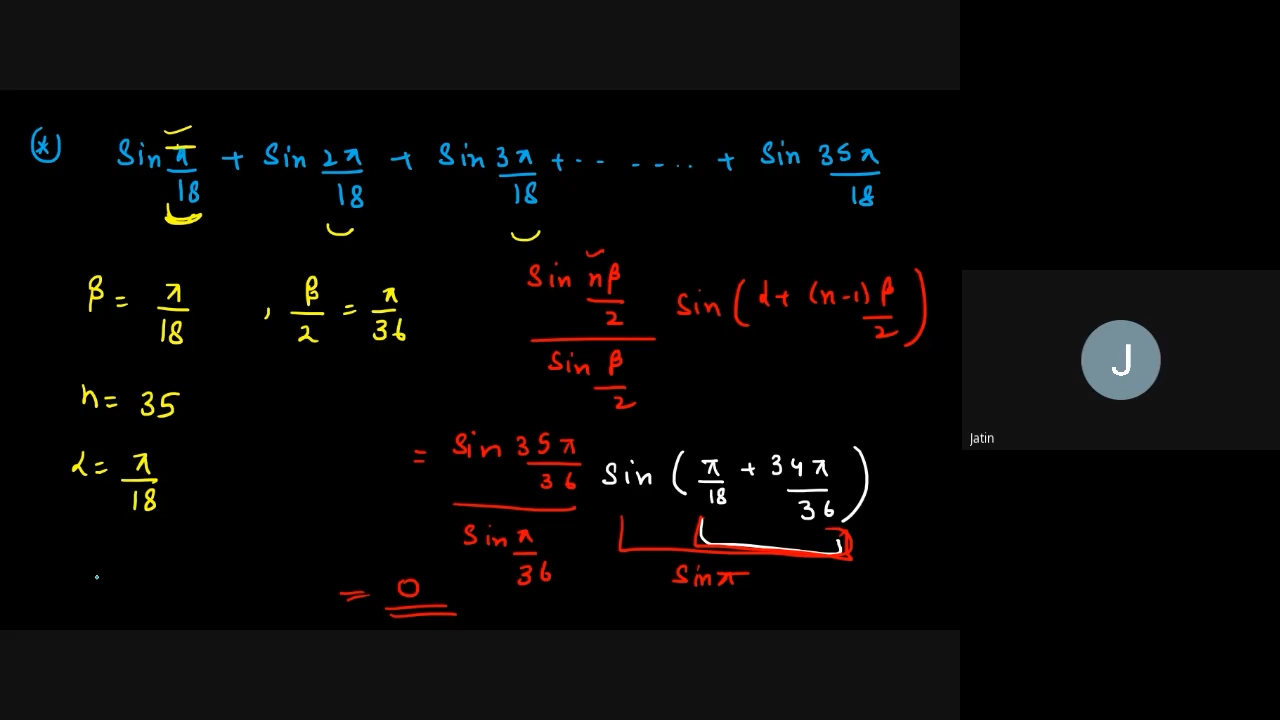 (*) Sin π/18 + Sin 2π/18 + Sin 3π/18 + .. - - .. + Sin 35π/18
β = π/18 , β/2 = π/36
Sin nβ/2 / Sin β/2 Sin (α + (n-1) β/2)
n = 35
α = π/18
= Sin 35π/36 / Sin π/36 Sin (π/18 + 34π/36)
Sin π
= 0
J
Jatin